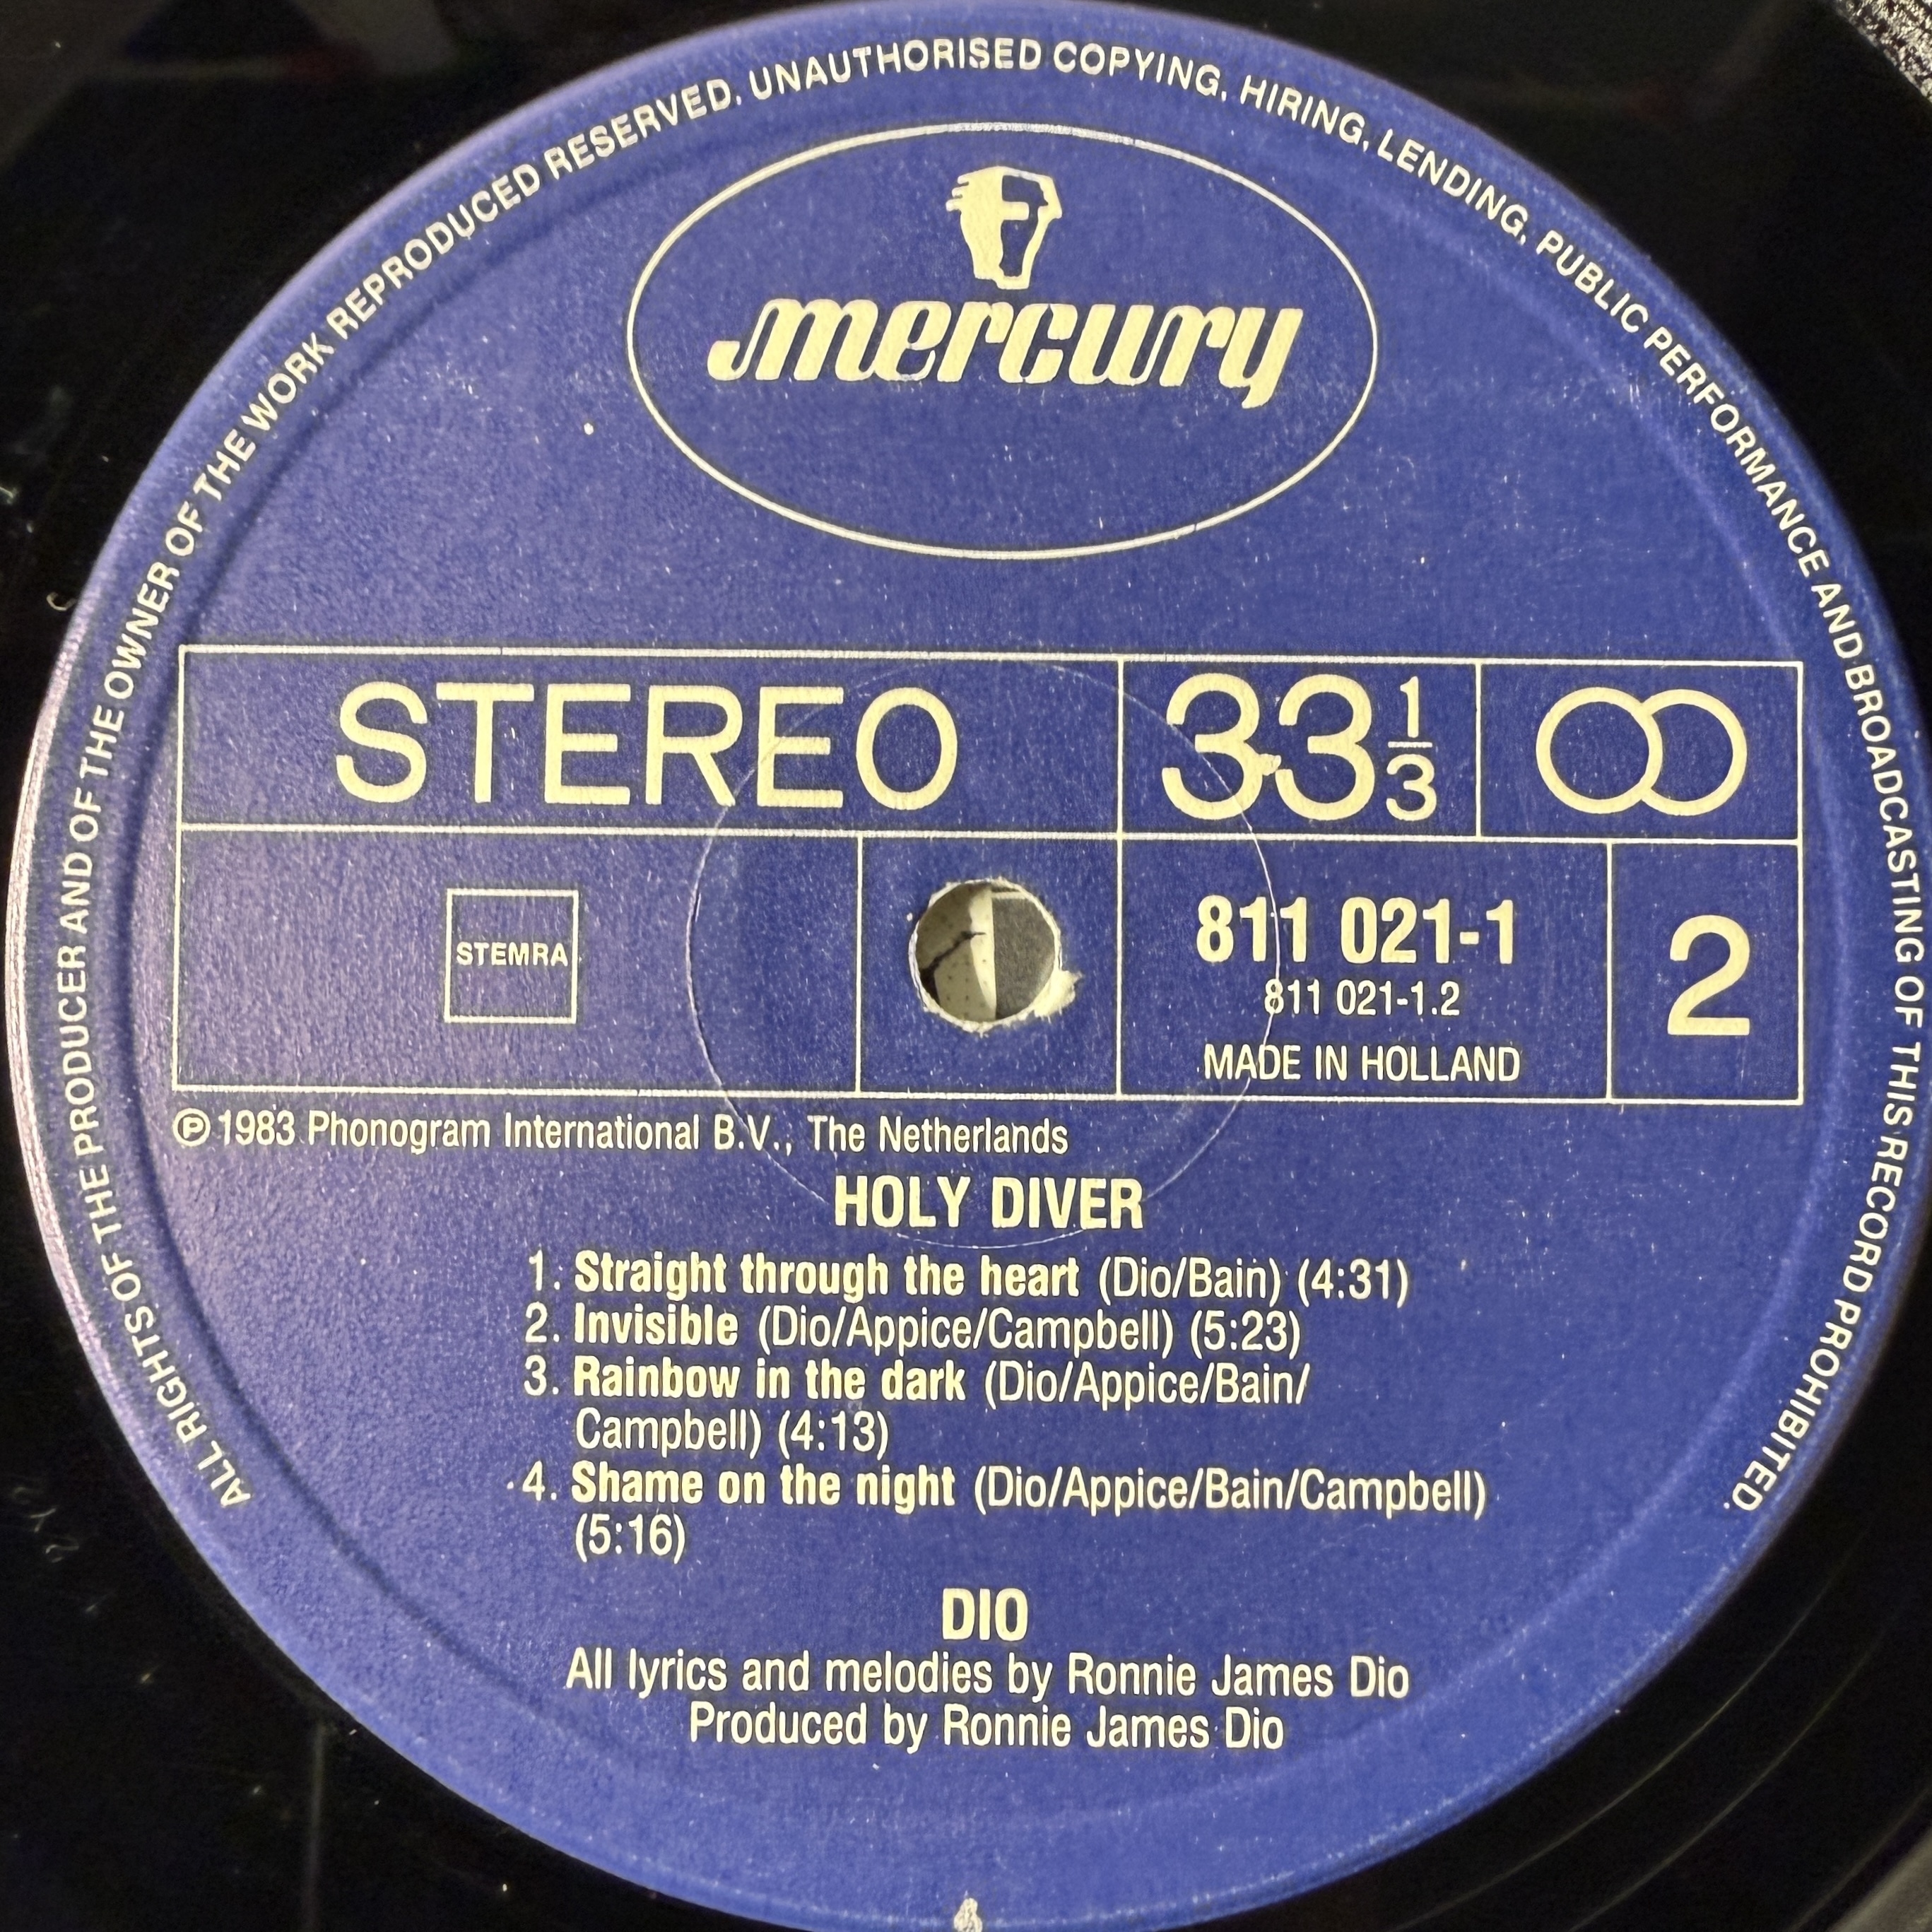 ALL RIGHTS OF THE PRODUCER AND OF THE OWNER OF THE WORK REPRODUCED RESERVED. UNAUTHORISED COPYING, HIRING, LENDING, PUBLIC PERFORMANCE AND BROADCASTING OF THIS RECORD PROHIBITED.
mercury
STEREO
33 1/3
STEMRA
811 021-1
811 021-1.2
MADE IN HOLLAND
2
Ⓟ 1983 Phonogram International B.V., The Netherlands
HOLY DIVER
1. Straight through the heart (Dio/Bain) (4:31)
2. Invisible (Dio/Appice/Campbell) (5:23)
3. Rainbow in the dark (Dio/Appice/Bain/
Campbell) (4:13)
4. Shame on the night (Dio/Appice/Bain/Campbell)
(5:16)
DIO
All lyrics and melodies by Ronnie James Dio
Produced by Ronnie James Dio